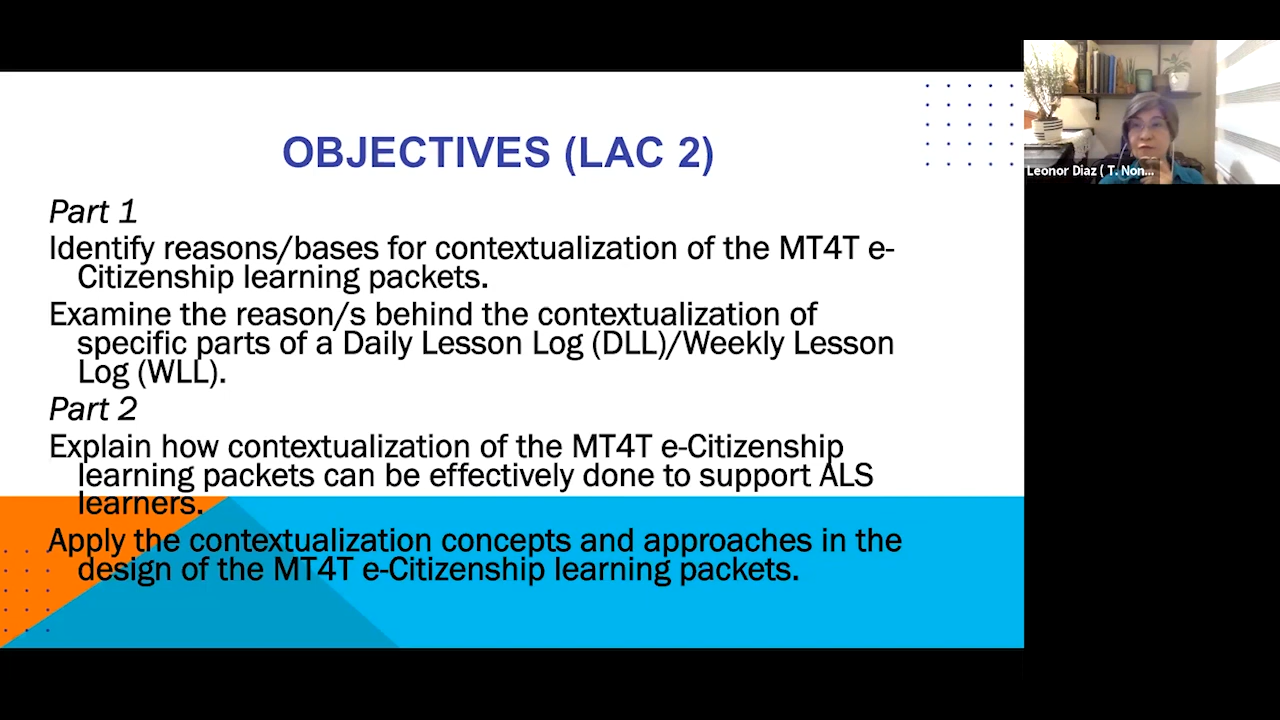 OBJECTIVES (LAC 2)
Part 1
Identify reasons/bases for contextualization of the MT4T e-
Citizenship learning packets.
Examine the reason/s behind the contextualization of
specific parts of a Daily Lesson Log (DLL)/Weekly Lesson
Log (WLL).
Part 2
Explain how contextualization of the MT4T e-Citizenship
learning packets can be effectively done to support ALS
learners.
Apply the contextualization concepts and approaches in the
design of the MT4T e-Citizenship learning packets.
Leonor Diaz ( T. Non...